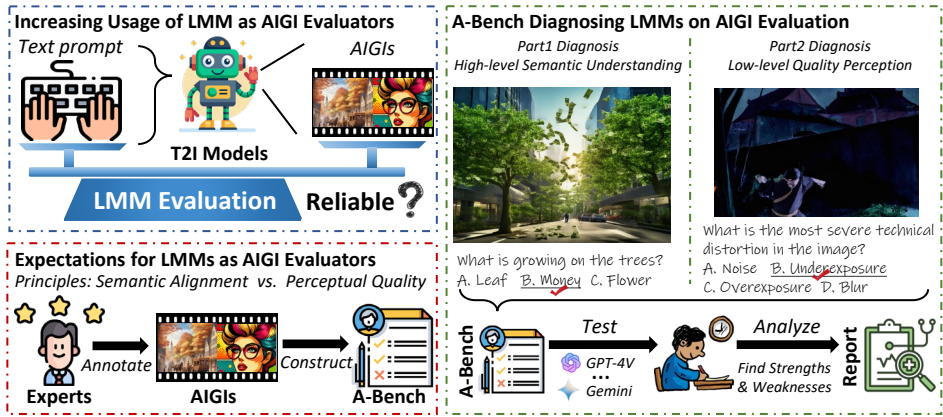 Increasing Usage of LMM as AIGI Evaluators
Text prompt
AIGIs
T2I Models
LMM Evaluation
Reliable ?
Expectations for LMMs as AIGI Evaluators
Principles: Semantic Alignment vs. Perceptual Quality
Annotate
Construct
Experts
AIGIs
A-Bench
A-Bench Diagnosing LMMs on AIGI Evaluation
Part1 Diagnosis
High-level Semantic Understanding
Part2 Diagnosis
Low-level Quality Perception
What is growing on the trees?
A. Leaf B. Money C. Flower
What is the most severe technical
distortion in the image?
A. Noise B. Underexposure
C. Overexposure D. Blur
A-Bench
Test
GPT-4V
...
Gemini
Analyze
Find Strengths
& Weaknesses
Report